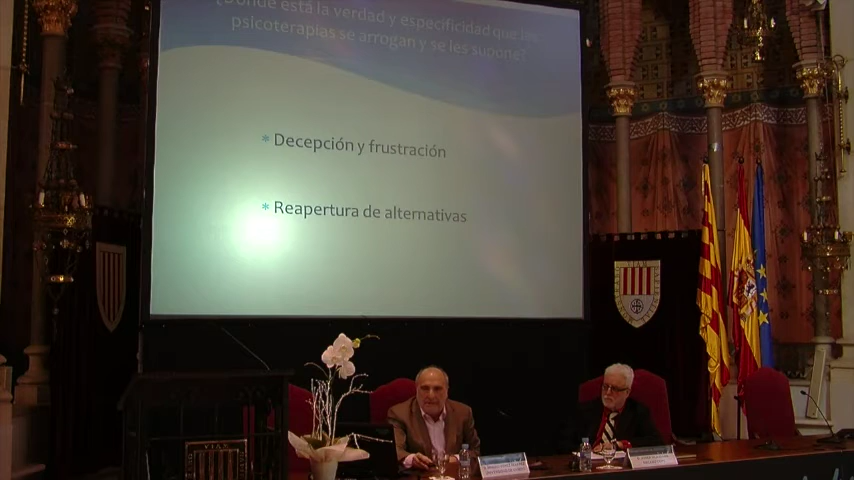 ¿Dónde está la verdad y especificidad que las
psicoterapias se arrogan y se les supone?
* Decepción y frustración
* Reapertura de alternativas